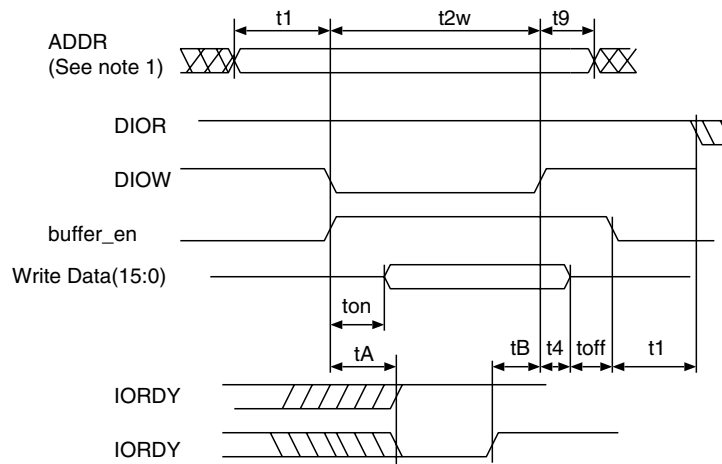 t1 t2w t9
ADDR
(See note 1)
DIOR
DIOW
buffer_en
Write Data(15:0)
ton
tA tB t4 toff t1
IORDY
IORDY